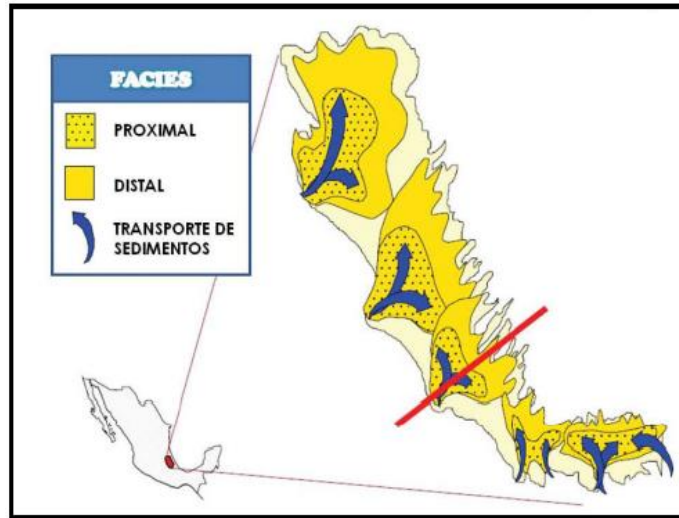 FACIES
PROXIMAL
DISTAL
TRANSPORTE DE
SEDIMENTOS